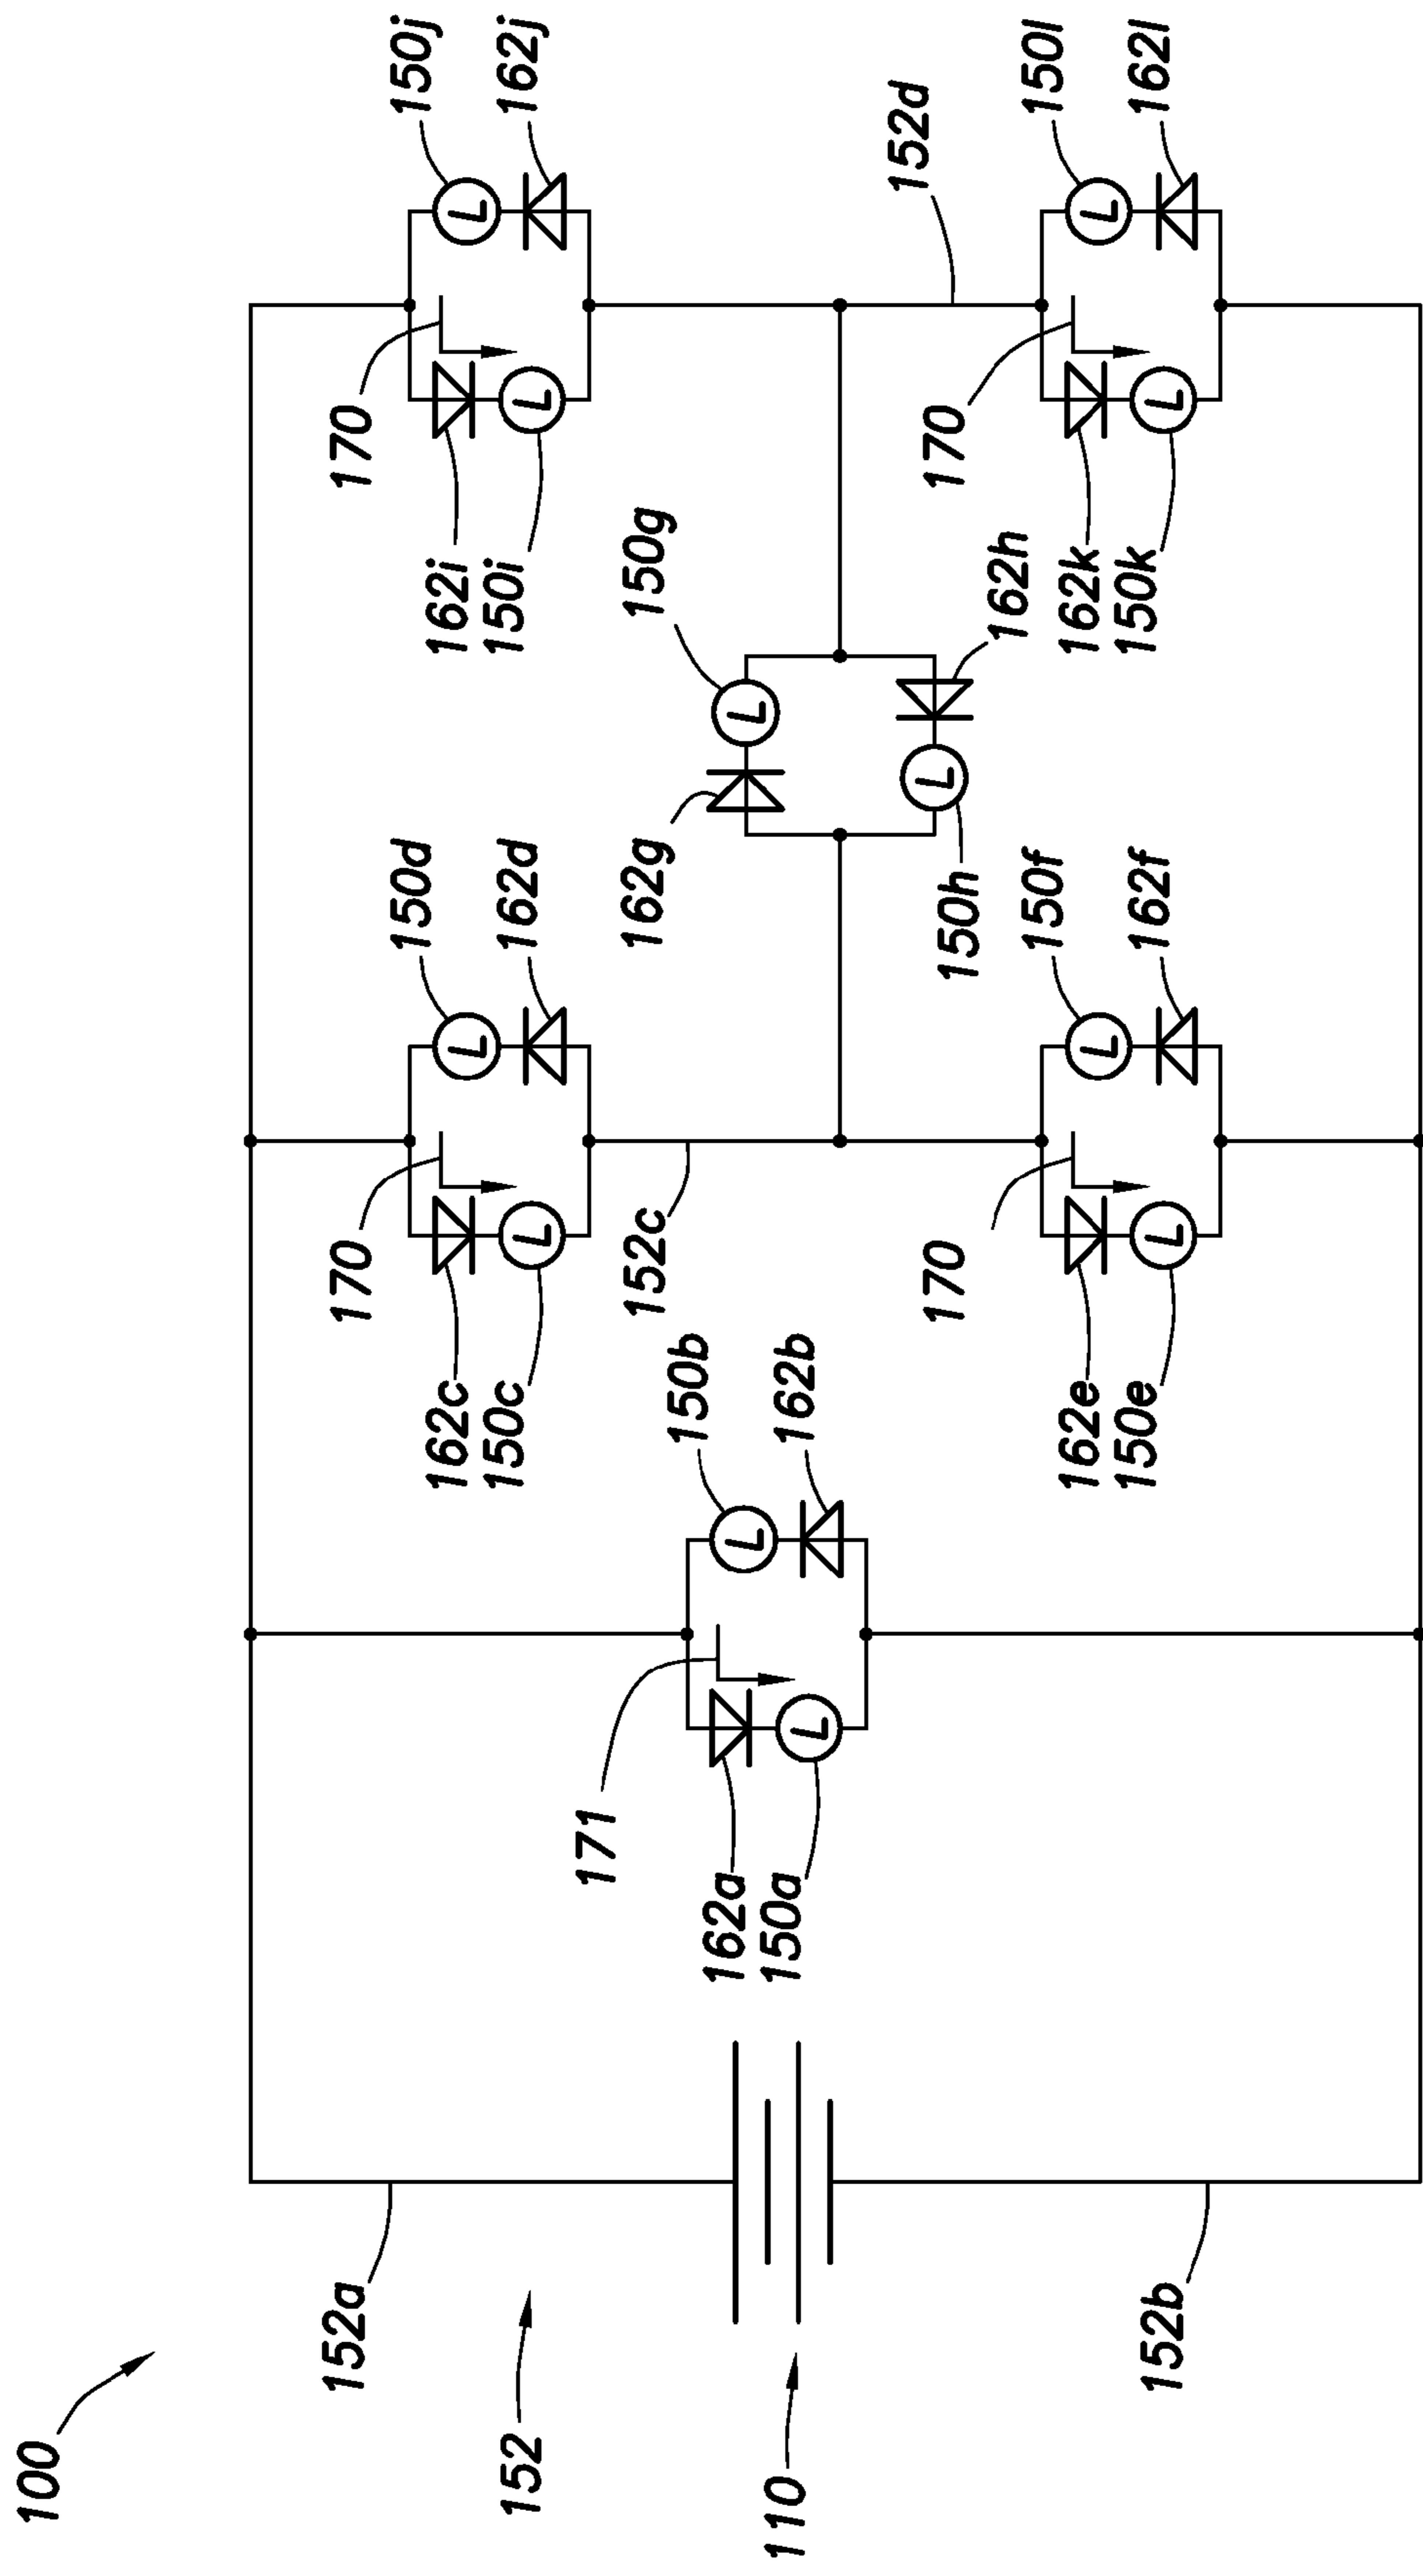 100
152a
170
170
150d
150j
162c
162i
L
L
150c
150i
152
162d
162j
L
L
171
152c
162g
150g
150b
162a
L
L
110
150a
162b
L
152d
L
170
170
150h
162h
150f
150l
162e
162k
L
L
150e
150k
162f
162l
152b
L
L